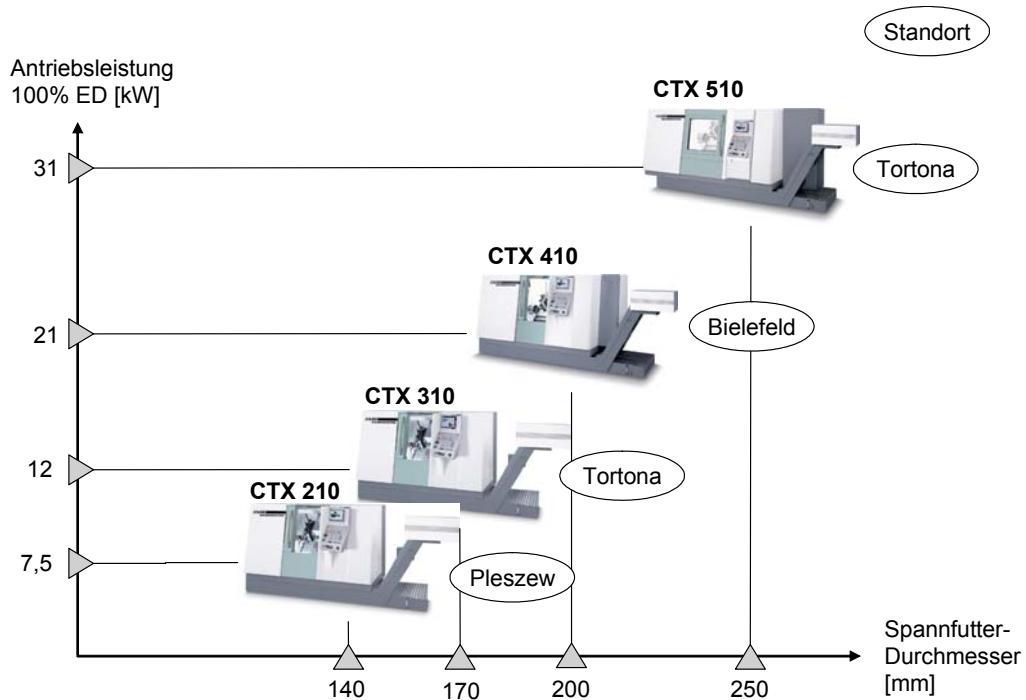 Standort
Antriebsleistung
100% ED [kW]
CTX 510
31
Tortona
CTX 410
21
Bielefeld
CTX 310
12
Tortona
CTX 210
7,5
Pleszew
Spannfutter-
Durchmesser
[mm]
140
170
200
250